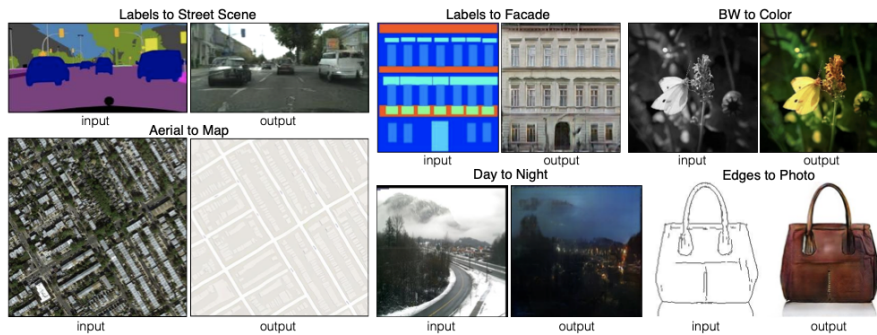 Labels to Street Scene
input
output
Labels to Facade
input
output
BW to Color
input
output
Aerial to Map
input
output
Day to Night
input
output
Edges to Photo
input
output